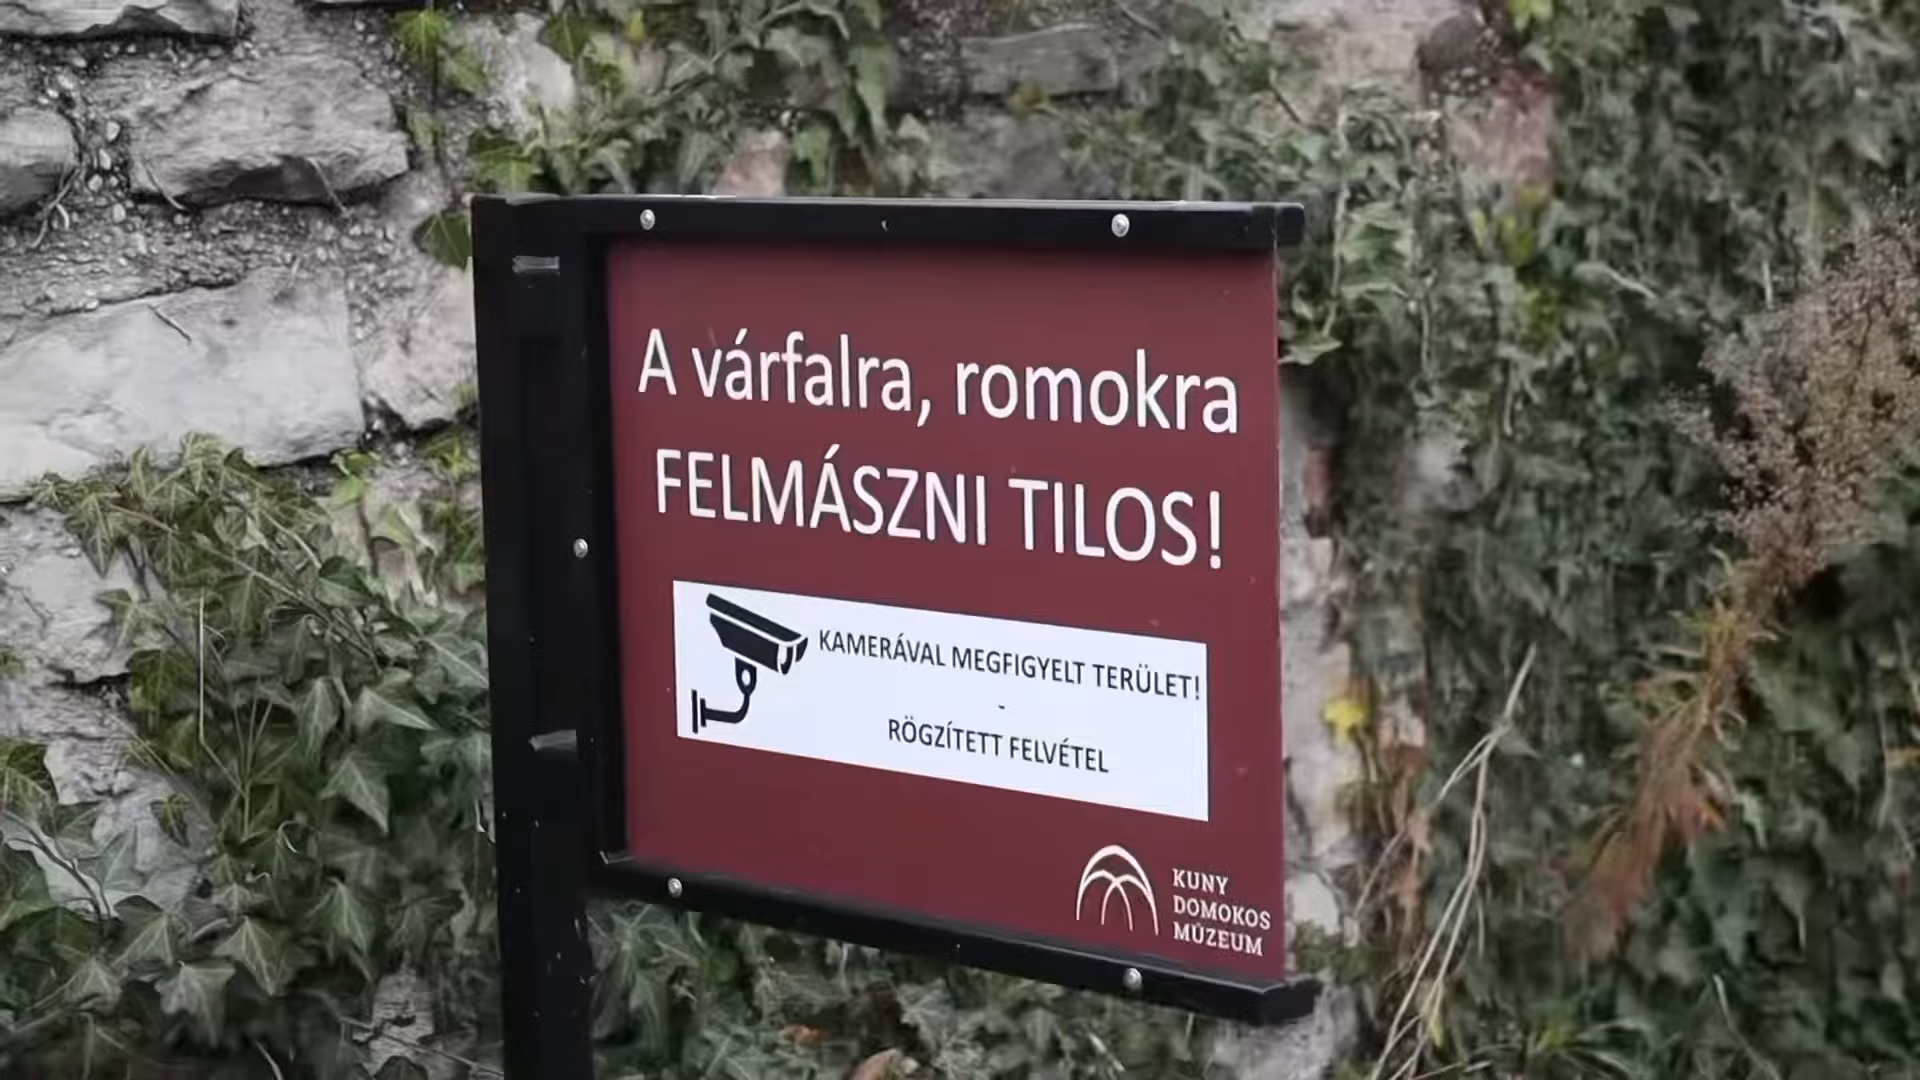 A várfalra, romokra
FELMÁSZNI TILOS!
KAMERÁVAL MEGFIGYELT TERÜLET!
-
RÖGZÍTETT FELVÉTEL
KUNY
DOMOKOS
MÚZEUM